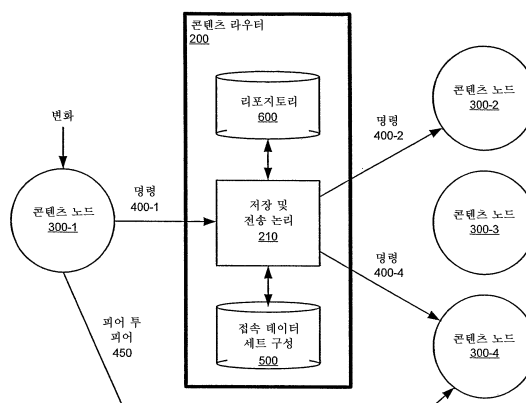 콘텐츠 라우터
200
리포지토리
600
변화
콘텐츠 노드
300-1
명령
400-1
저장 및
전송 논리
210
접속 데이터
세트 구성
500
피어 투
피어
450
명령
400-2
명령
400-4
콘텐츠 노드
300-2
콘텐츠 노드
300-3
콘텐츠 노드
300-4